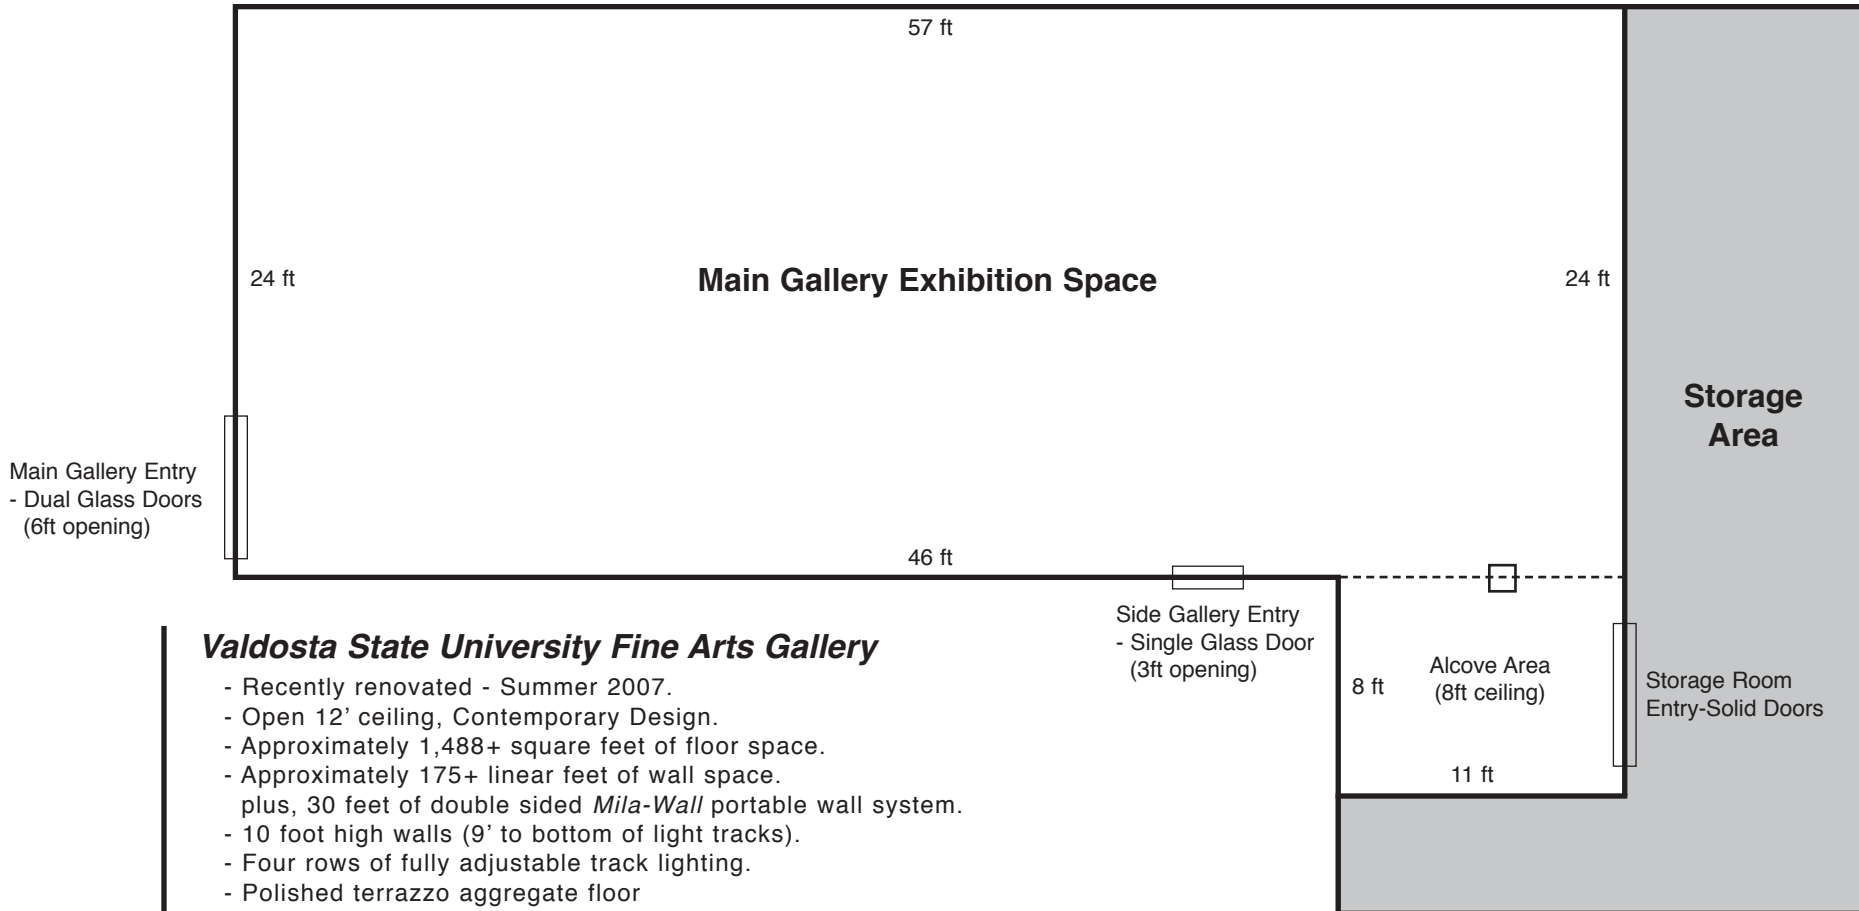 57 ft
24 ft
Main Gallery Exhibition Space
24 ft
Storage
Area
Main Gallery Entry
- Dual Glass Doors
(6ft opening)
46 ft
Side Gallery Entry
- Single Glass Door
(3ft opening)
8 ft
Alcove Area
(8ft ceiling)
Storage Room
Entry-Solid Doors
11 ft
Valdosta State University Fine Arts Gallery
- Recently renovated - Summer 2007.
- Open 12’ ceiling, Contemporary Design.
- Approximately 1,488+ square feet of floor space.
- Approximately 175+ linear feet of wall space.
plus, 30 feet of double sided Mila-Wall portable wall system.
- 10 foot high walls (9’ to bottom of light tracks).
- Four rows of fully adjustable track lighting.
- Polished terrazzo aggregate floor